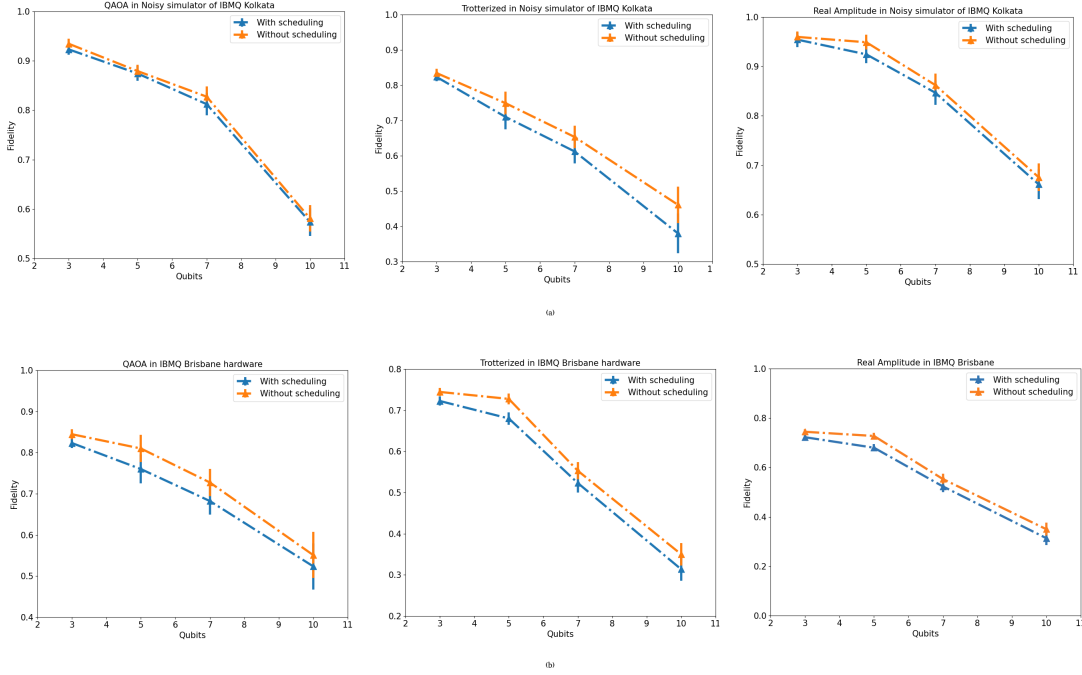 QAOA in Noisy simulator of IBMQ Kolkata
With scheduling
Without scheduling
Fidelity
1.0
0.9
0.8
0.7
0.6
0.5
2 3 4 5 6 7 8 9 10 11
Qubits
Trotterized in Noisy simulator of IBMQ Kolkata
With scheduling
Without scheduling
Fidelity
1.0
0.9
0.8
0.7
0.6
0.5
0.4
0.3
2 3 4 5 6 7 8 9 10 1
Qubits
Real Amplitude in Noisy simulator of IBMQ Kolkata
With scheduling
Without scheduling
Fidelity
1.0
0.9
0.8
0.7
0.6
0.5
2 3 4 5 6 7 8 9 10 11
Qubits
(a)
QAOA in IBMQ Brisbane hardware
With scheduling
Without scheduling
Fidelity
1.0
0.9
0.8
0.7
0.6
0.5
0.4
2 3 4 5 6 7 8 9 10 11
Qubits
Trotterized in IBMQ Brisbane hardware
With scheduling
Without scheduling
Fidelity
0.8
0.7
0.6
0.5
0.4
0.3
0.2
2 3 4 5 6 7 8 9 10 11
Qubits
Real Amplitude in IBMQ Brisbane
With scheduling
Without scheduling
Fidelity
1.0
0.8
0.6
0.4
0.2
0.0
2 3 4 5 6 7 8 9 10 11
Qubits
(b)